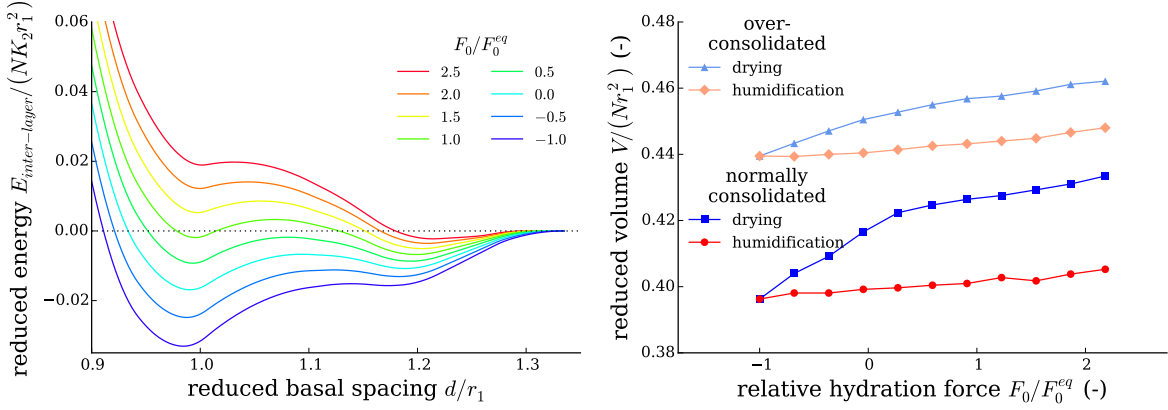 reduced energy E_{inter-layer}/(NK_2r_1^2)
0.06
0.04
0.02
0.00
−0.02
F_0/F_0^{eq}
2.5
2.0
1.5
1.0
0.5
0.0
−0.5
−1.0
0.9
1.0
1.1
1.2
1.3
reduced basal spacing d/r_1
reduced volume V/(Nr_1^2) (-)
0.48
0.46
0.44
0.42
0.40
0.38
over-
consolidated
drying
humidification
normally
consolidated
drying
humidification
−1
0
1
2
relative hydration force F_0/F_0^{eq} (-)